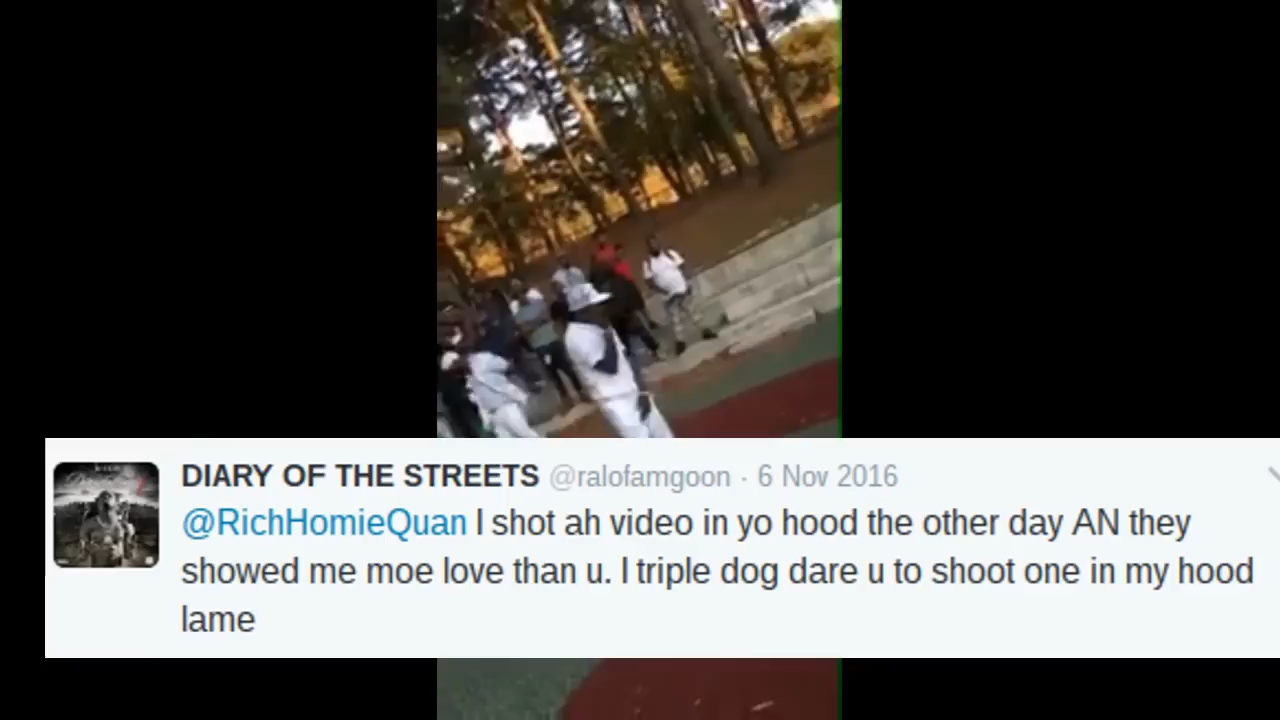 DIARY OF THE STREETS @ralofamgoon · 6 Nov 2016
@RichHomieQuan I shot ah video in yo hood the other day AN they
showed me moe love than u. I triple dog dare u to shoot one in my hood
lame